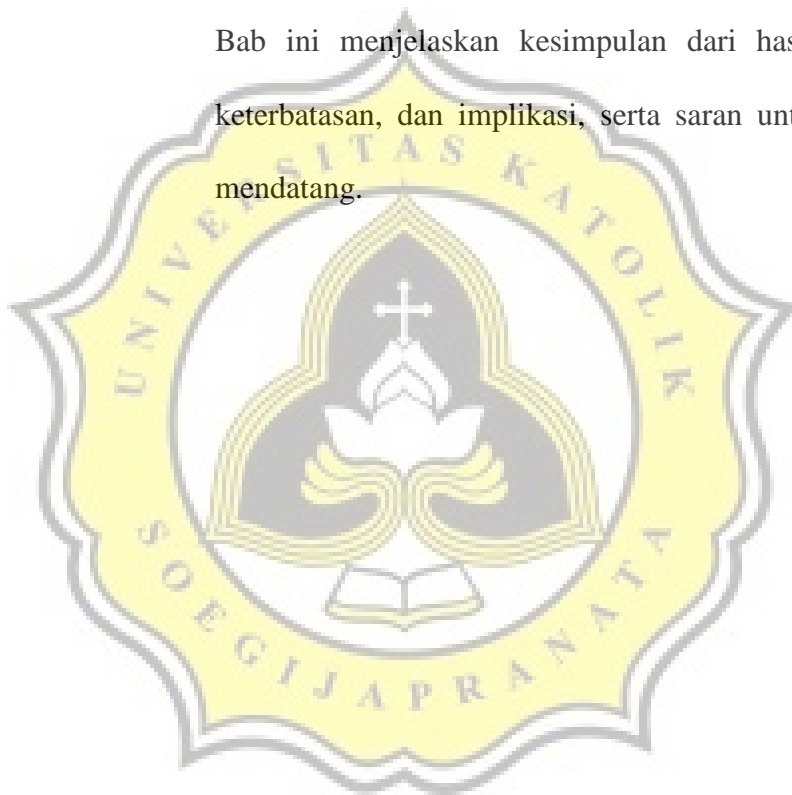 Bab ini menjelaskan kesimpulan dari has
keterbatasan, dan implikasi, serta saran unt
mendatang.
UNIVERSITAS KATOLIK
SOEGIJAPRANATA